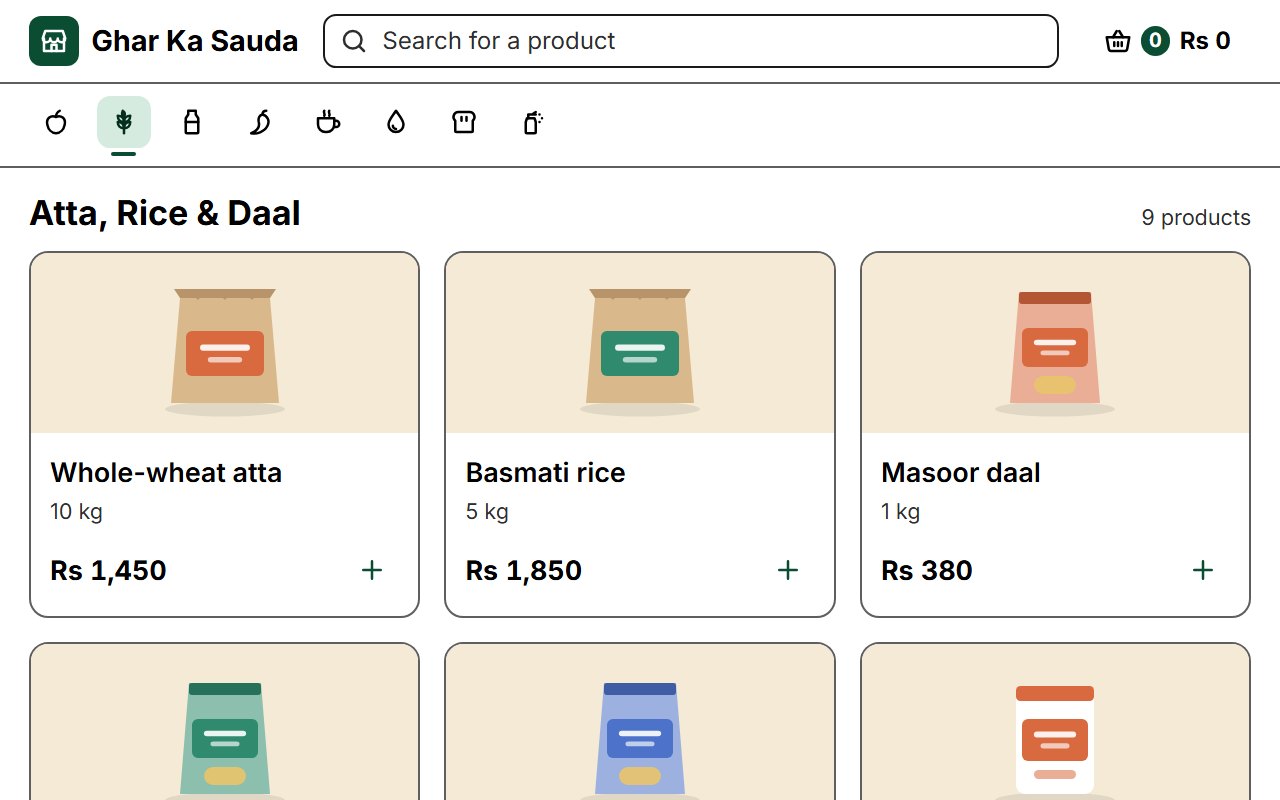 Ghar Ka Sauda
Search for a product
0 Rs 0
Atta, Rice & Daal
9 products
Whole-wheat atta
10 kg
Rs 1,450
Basmati rice
5 kg
Rs 1,850
Masoor daal
1 kg
Rs 380